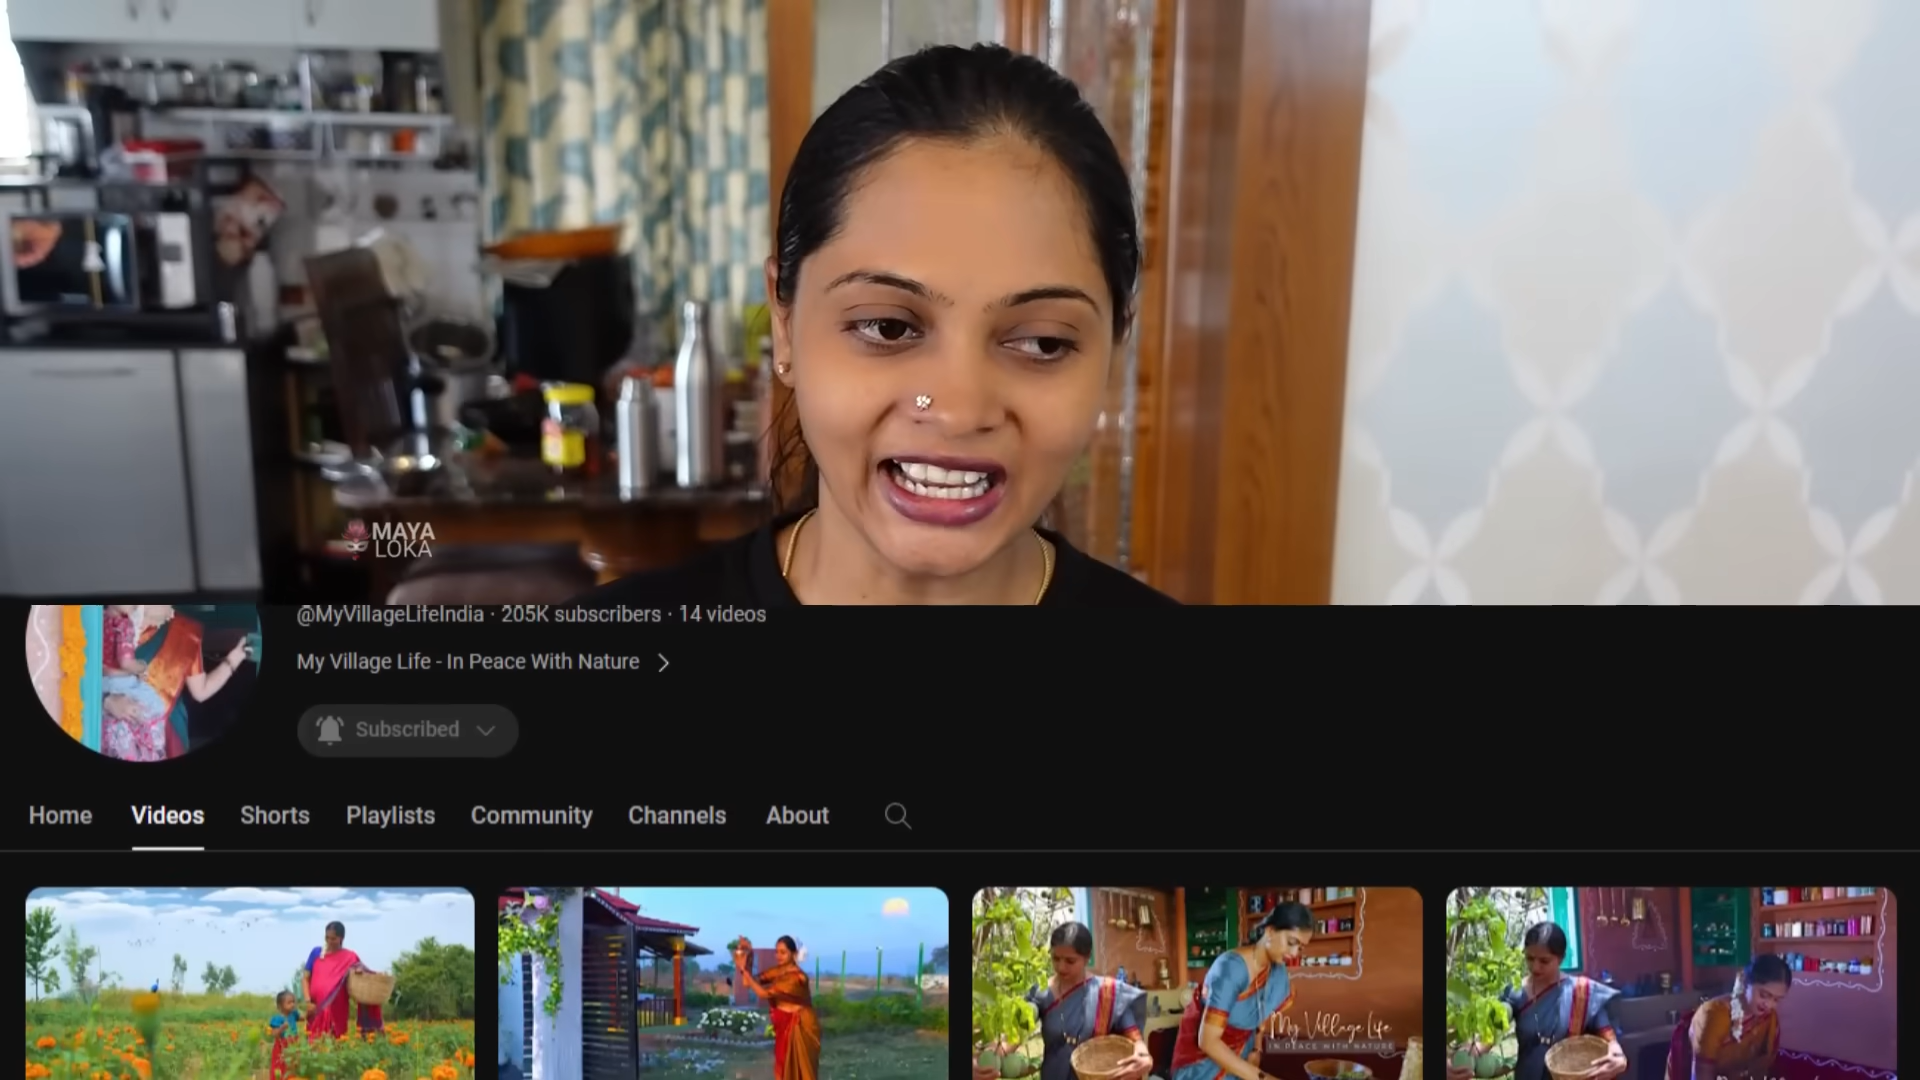 MAYA
LOKA
@MyVillageLifeIndia · 205K subscribers · 14 videos
My Village Life - In Peace With Nature
Subscribed
Home Videos Shorts Playlists Community Channels About
My Village Life
IN PEACE WITH NATURE